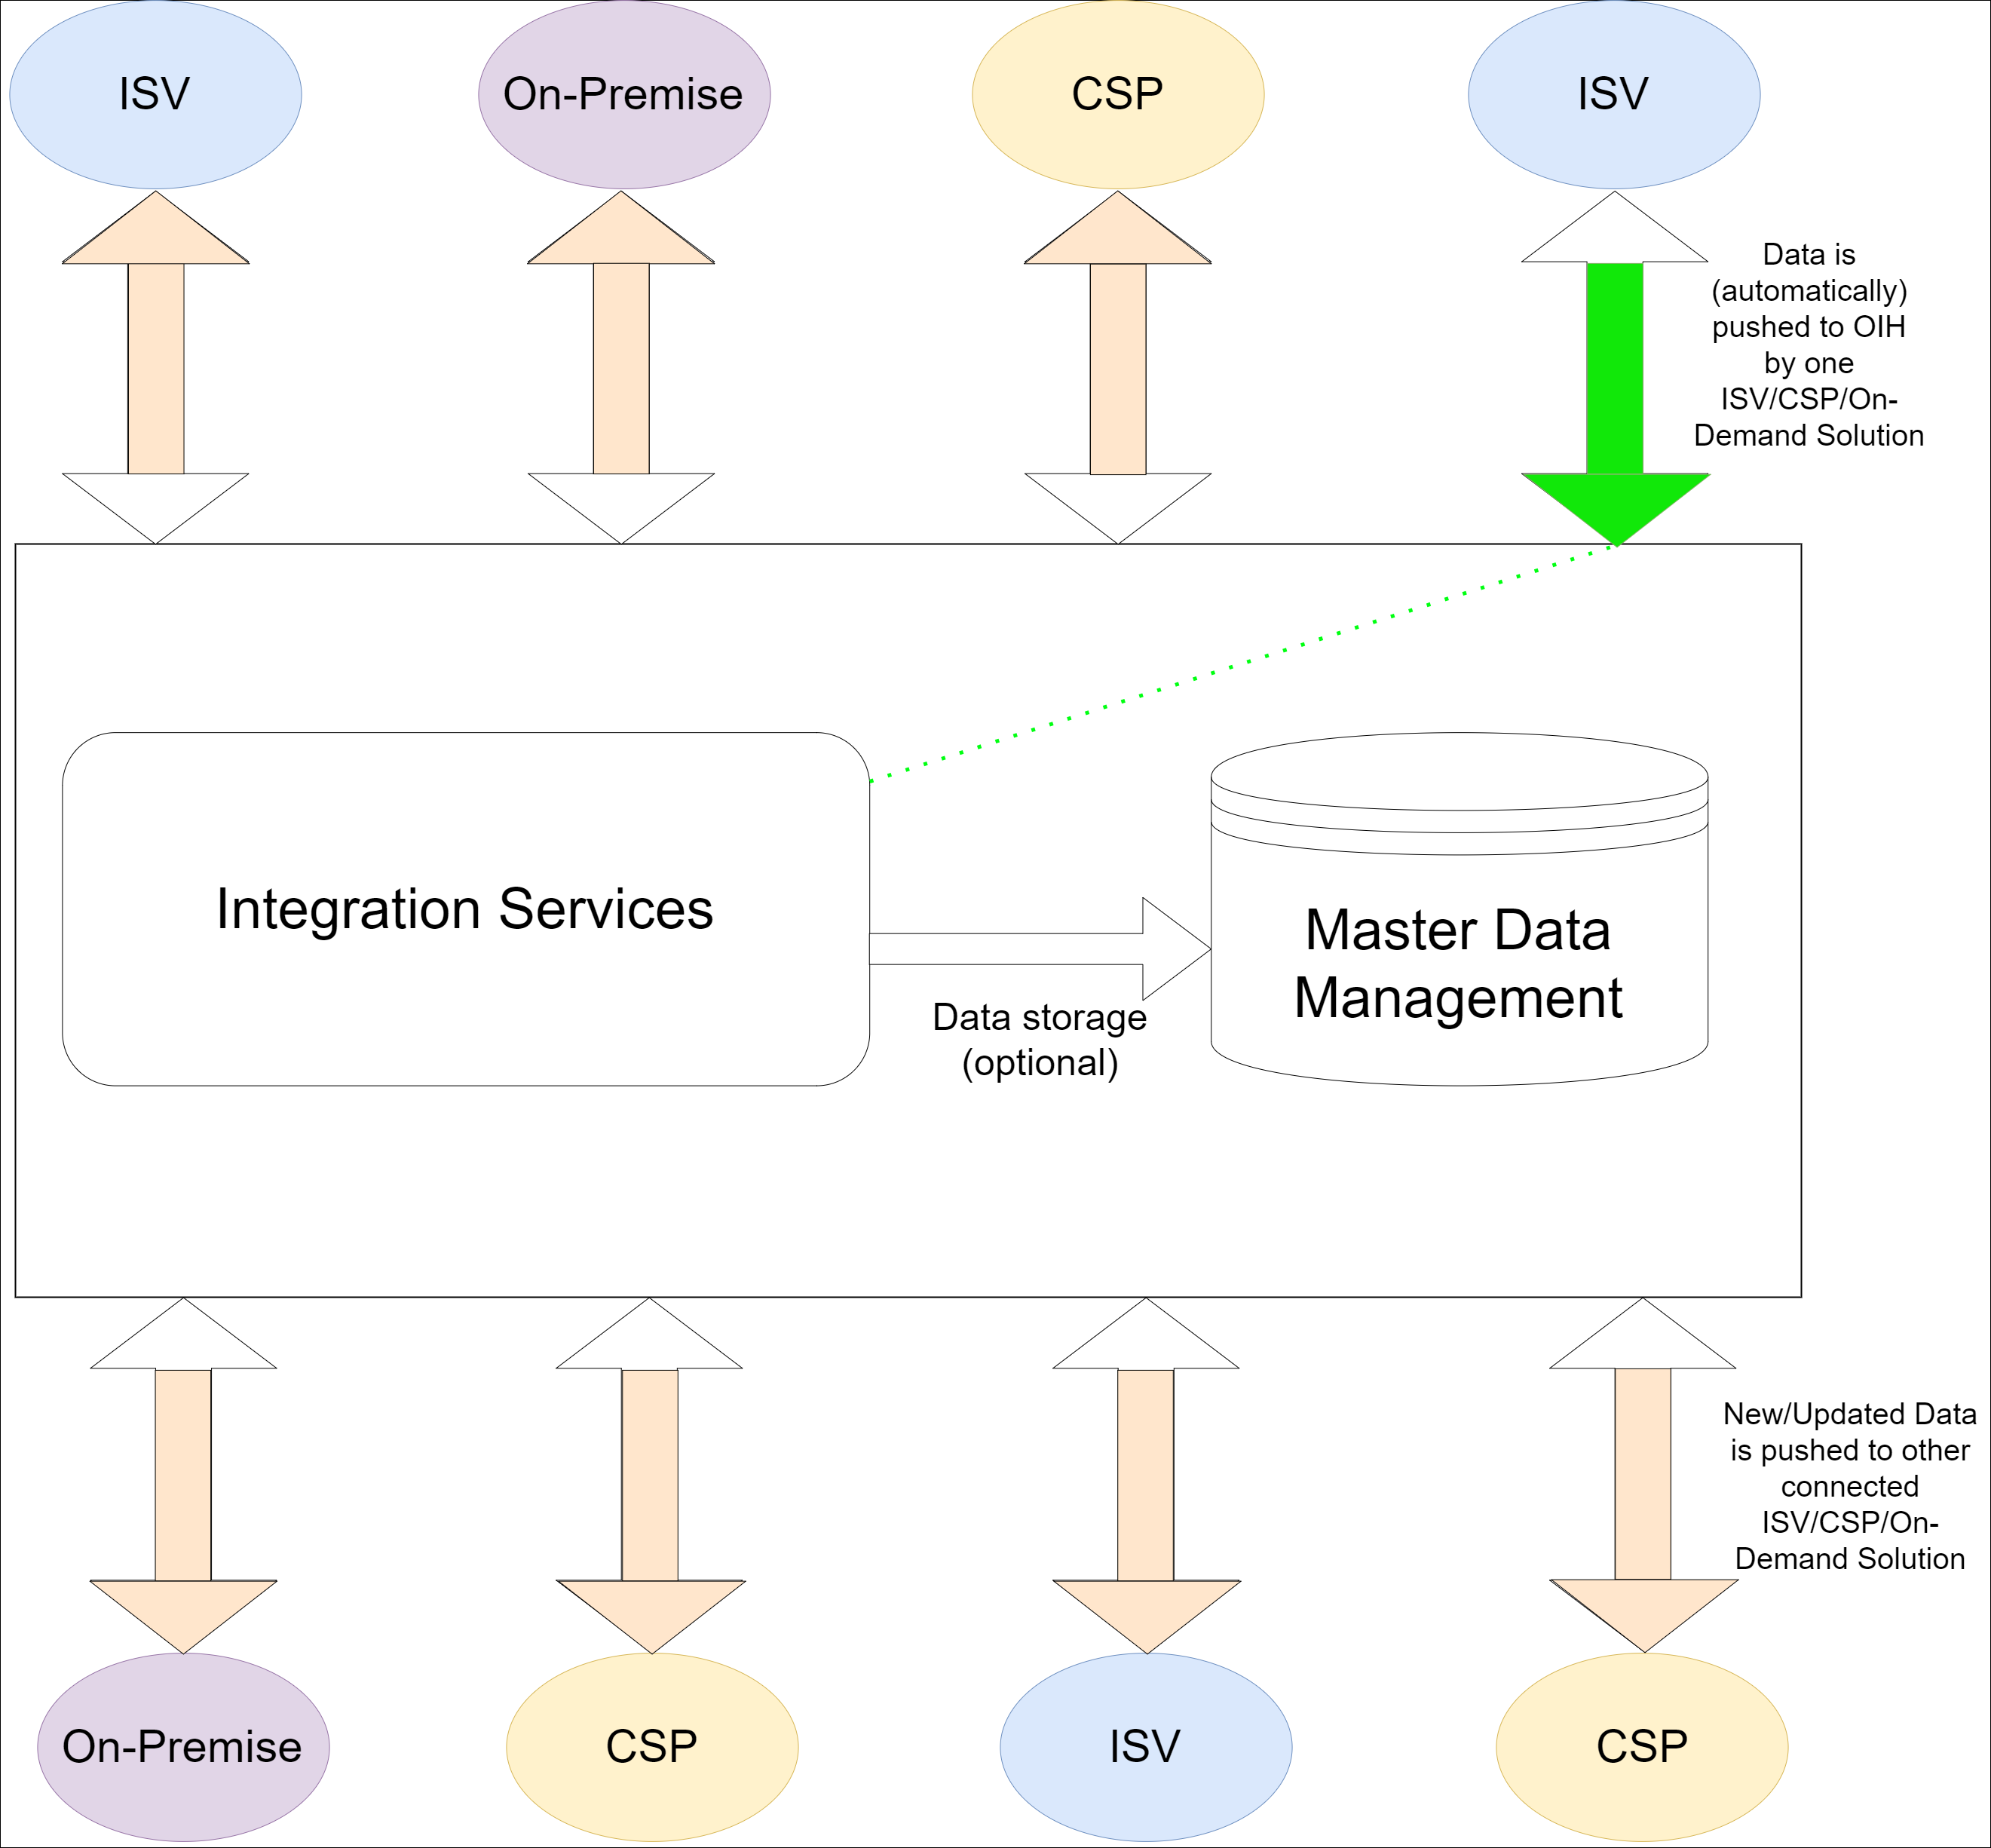 ISV
On-Premise
CSP
ISV
Data is
(automatically)
pushed to OIH
by one
ISV/CSP/On-
Demand Solution
Integration Services
Data storage
(optional)
Master Data
Management
New/Updated Data
is pushed to other
connected
ISV/CSP/On-
Demand Solution
On-Premise
CSP
ISV
CSP